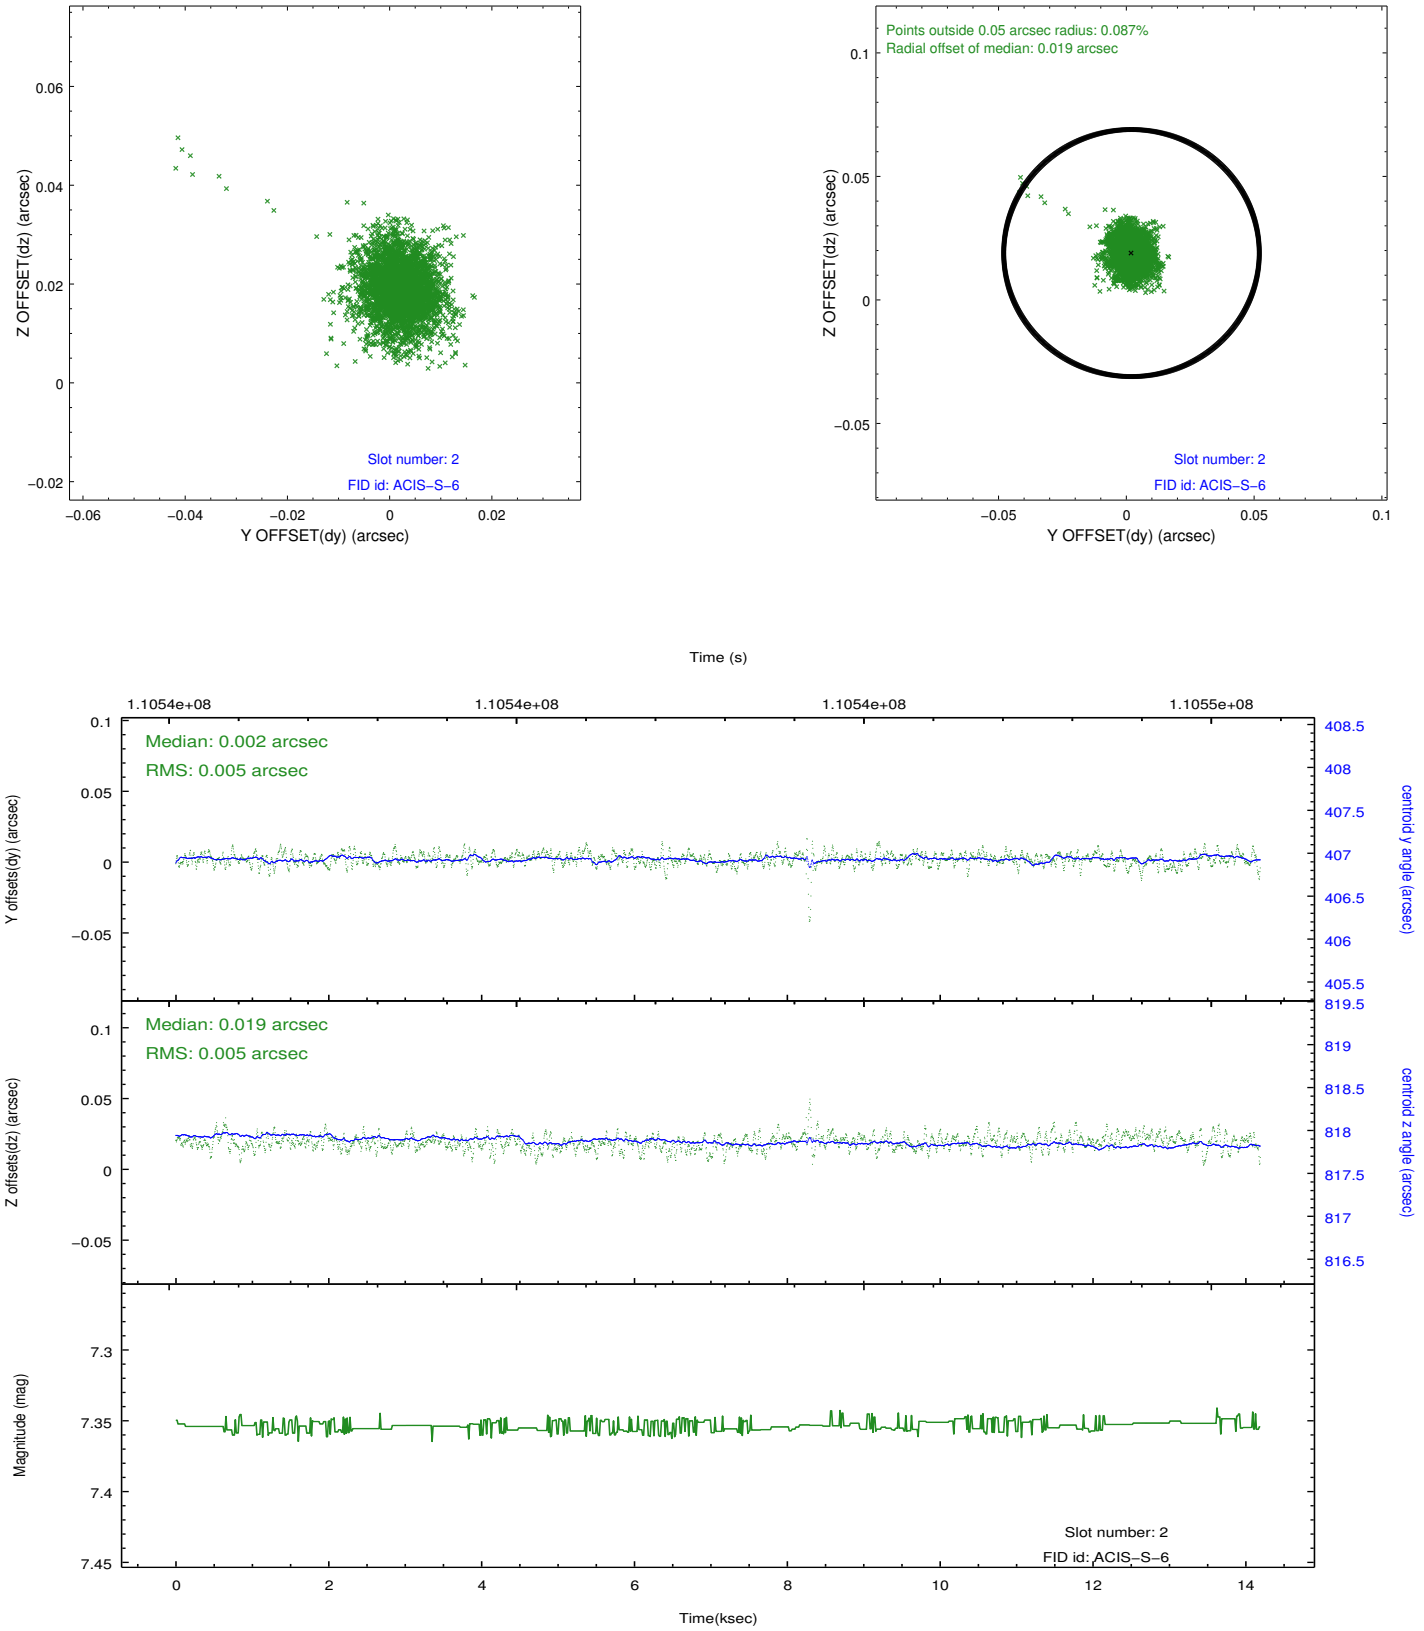 Z OFFSET(dz) (arcsec)
0.06
0.04
0.02
0
−0.02
−0.06
−0.04
−0.02
0
0.02
Y OFFSET(dy) (arcsec)
Slot number: 2
FID id: ACIS−S−6
Points outside 0.05 arcsec radius: 0.087%
Radial offset of median: 0.019 arcsec
Z OFFSET(dz) (arcsec)
0.1
0.05
0
−0.05
−0.05
0
0.05
0.1
Y OFFSET(dy) (arcsec)
Slot number: 2
FID id: ACIS−S−6
Time (s)
1.1054e+08
1.1054e+08
1.1054e+08
1.1055e+08
Y offsets(dy) (arcsec)
0.1
0.05
0
−0.05
Median: 0.002 arcsec
RMS: 0.005 arcsec
408.5
408
407.5
407
406.5
406
405.5
centroid y angle (arcsec)
Z offsets(dz) (arcsec)
0.1
0.05
0
−0.05
Median: 0.019 arcsec
RMS: 0.005 arcsec
819.5
819
818.5
818
817.5
817
816.5
centroid z angle (arcsec)
Magnitude (mag)
7.3
7.35
7.4
7.45
Slot number: 2
FID id: ACIS−S−6
0
2
4
6
8
10
12
14
Time(ksec)